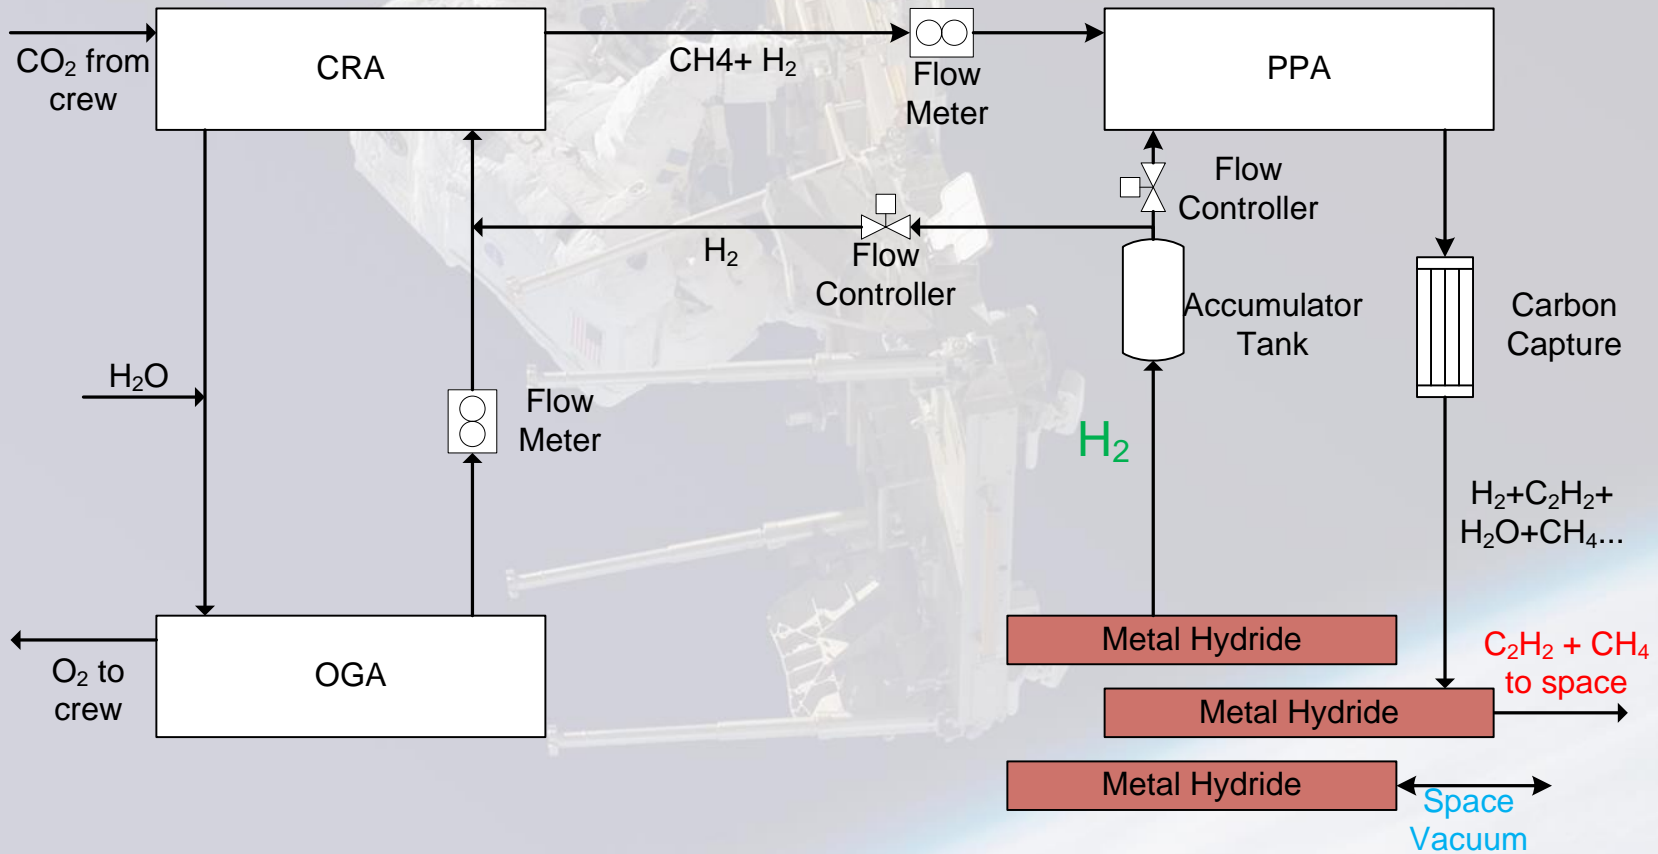 CO₂ from
crew
CRA
CH4+ H₂
Flow
Meter
PPA
Flow
Controller
H₂
Flow
Controller
Accumulator
Tank
Carbon
Capture
H₂O
Flow
Meter
H₂
H₂+C₂H₂+
H₂O+CH₄...
O₂ to
crew
OGA
Metal Hydride
C₂H₂ + CH₄
to space
Metal Hydride
Metal Hydride
Space
Vacuum